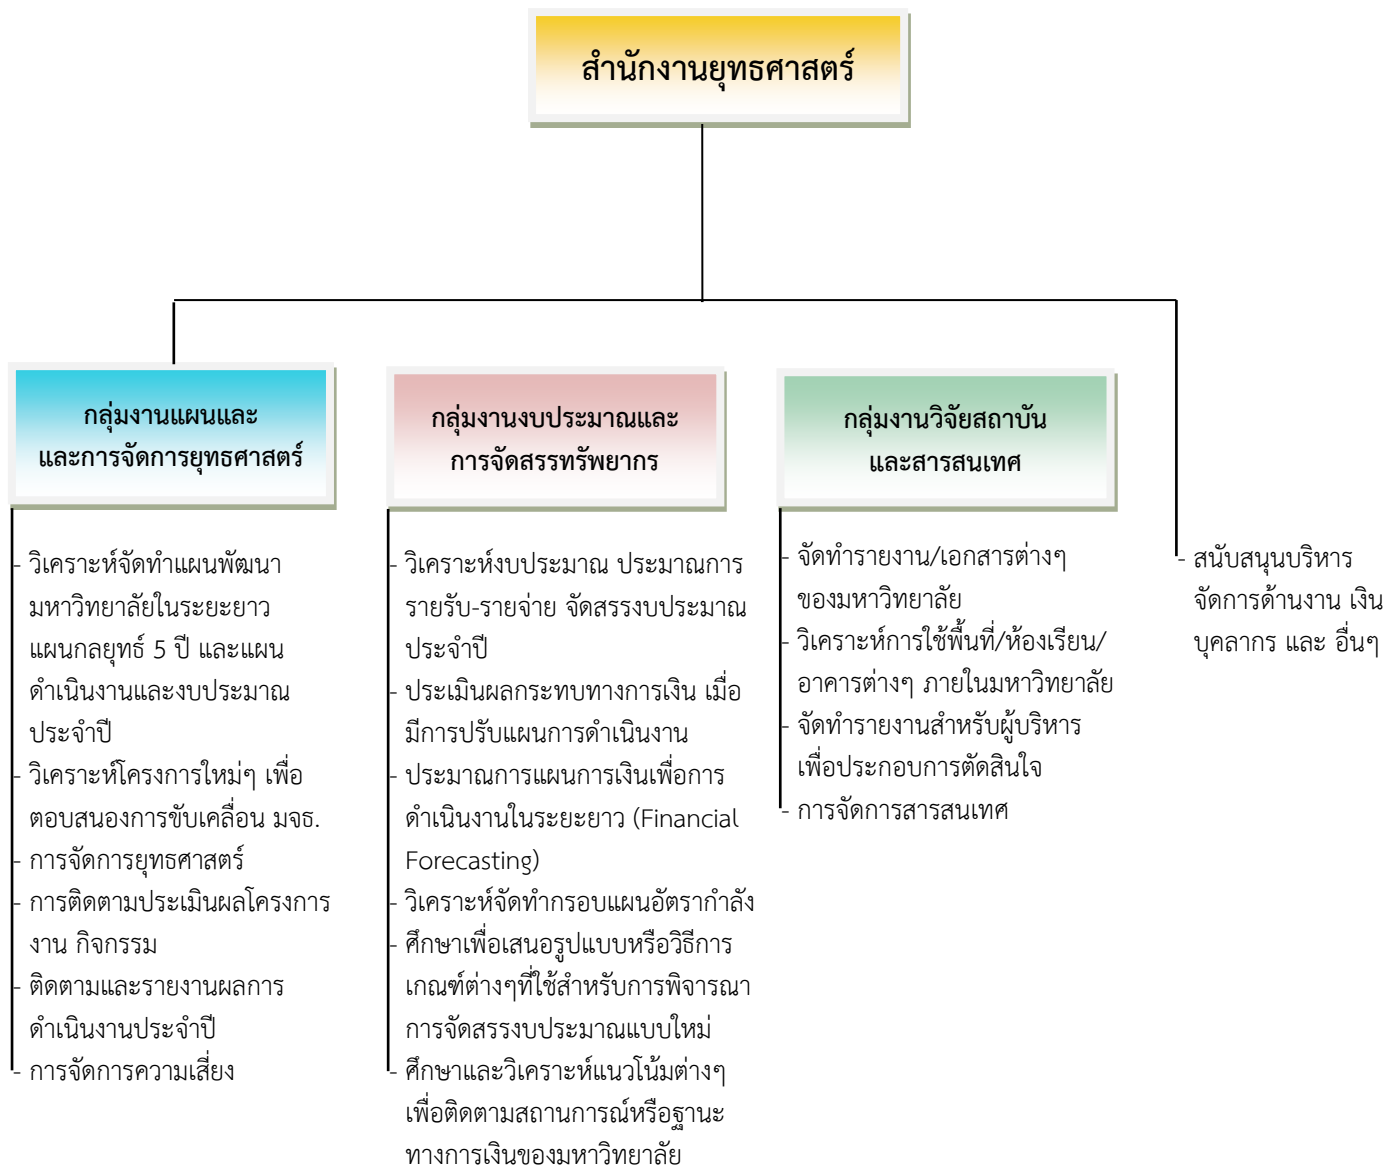 สำนักงานยุทธศาสตร์
กลุ่มงานแผนและ
และการจัดการยุทธศาสตร์
- วิเคราะห์จัดทำแผนพัฒนา
มหาวิทยาลัยในระยะยาว
แผนกลยุทธ์ 5 ปี และแผน
ดำเนินงานและงบประมาณ
ประจำปี
- วิเคราะห์โครงการใหม่ๆ เพื่อ
ตอบสนองการขับเคลื่อน มจธ.
- การจัดการยุทธศาสตร์
- การติดตามประเมินผลโครงการ
งาน กิจกรรม
- ติดตามและรายงานผลการ
ดำเนินงานประจำปี
- การจัดการความเสี่ยง
กลุ่มงานงบประมาณและ
การจัดสรรทรัพยากร
- วิเคราะห์งบประมาณ ประมาณการ
รายรับ-รายจ่าย จัดสรรงบประมาณ
ประจำปี
- ประเมินผลกระทบทางการเงิน เมื่อ
มีการปรับแผนการดำเนินงาน
- ประมาณการแผนการเงินเพื่อการ
ดำเนินงานในระยะยาว (Financial
Forecasting)
- วิเคราะห์จัดทำกรอบแผนอัตรากำลัง
- ศึกษาเพื่อเสนอรูปแบบหรือวิธีการ
เกณฑ์ต่างๆที่ใช้สำหรับการพิจารณา
การจัดสรรงบประมาณแบบใหม่
- ศึกษาและวิเคราะห์แนวโน้มต่างๆ
เพื่อติดตามสถานการณ์หรือฐานะ
ทางการเงินของมหาวิทยาลัย
กลุ่มงานวิจัยสถาบัน
และสารสนเทศ
- จัดทำรายงาน/เอกสารต่างๆ
ของมหาวิทยาลัย
- วิเคราะห์การใช้พื้นที่/ห้องเรียน/
อาคารต่างๆ ภายในมหาวิทยาลัย
- จัดทำรายงานสำหรับผู้บริหาร
เพื่อประกอบการตัดสินใจ
- การจัดการสารสนเทศ
- สนับสนุนบริหาร
จัดการด้านงาน เงิน
บุคลากร และ อื่นๆ